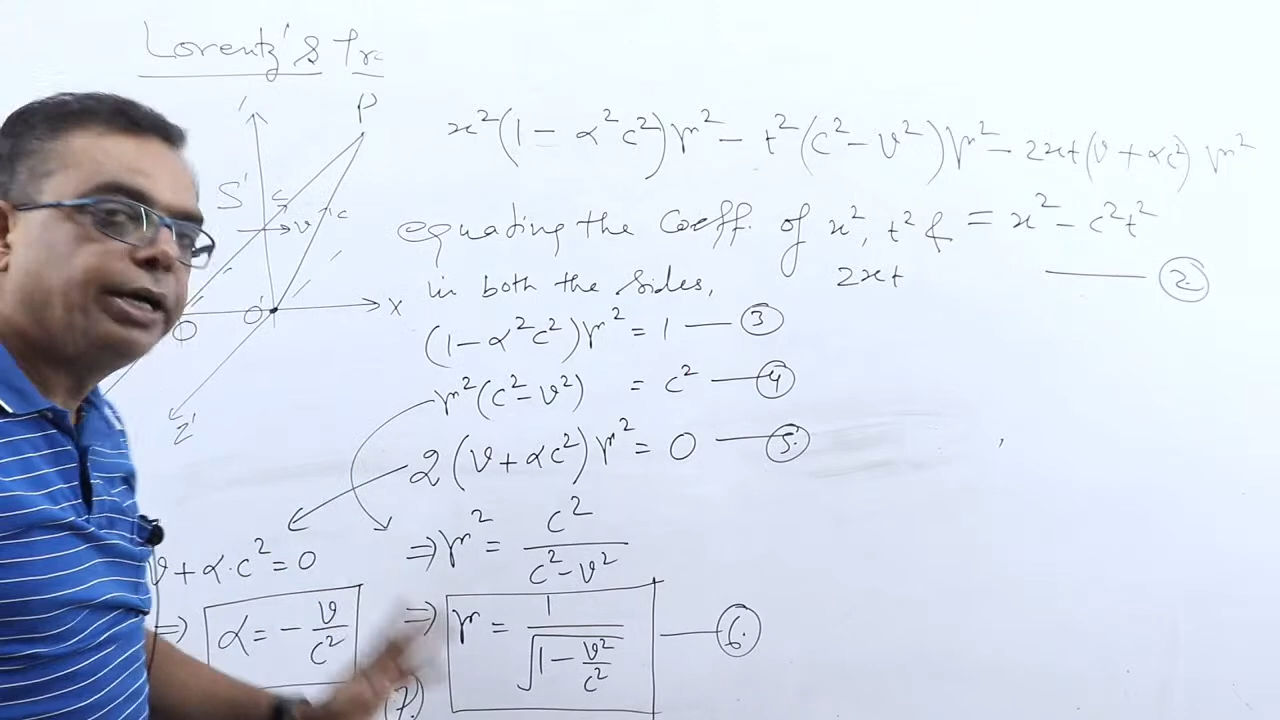 Lorentz's Tr
P
S'
c
v
c
O
O'
X
Z'
x²(1 - α²c²)γ² - t²(c² - v²)γ² - 2xt(v + αc²)γ²
equating the Coeff. of x², t² & = x² - c²t²
2xt ——— (2.)
in both the sides,
(1 - α²c²)γ² = 1 — (3)
γ²(c² - v²) = c² — (4)
2(v + αc²)γ² = 0 — (5.)
v + α·c² = 0
⇒ γ² = c²/(c² - v²)
⇒ α = - v/c²
⇒ γ = 1/√(1 - v²/c²) — (6.)
(7.)